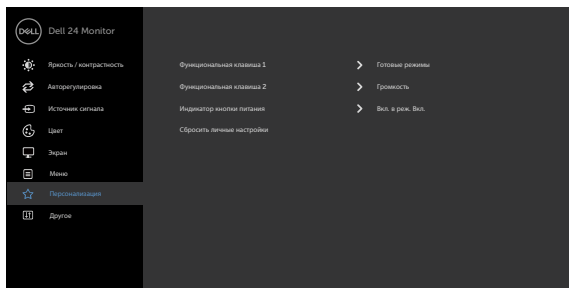 DELL Dell 24 Monitor
Яркость / контрастность
Функциональная клавиша 1
Готовые режимы
Авторегулировка
Функциональная клавиша 2
Громкость
Источник сигнала
Индикатор кнопки питания
Вкл. в реж. Вкл.
Цвет
Сбросить личные настройки
Экран
Меню
Персонализация
Другое